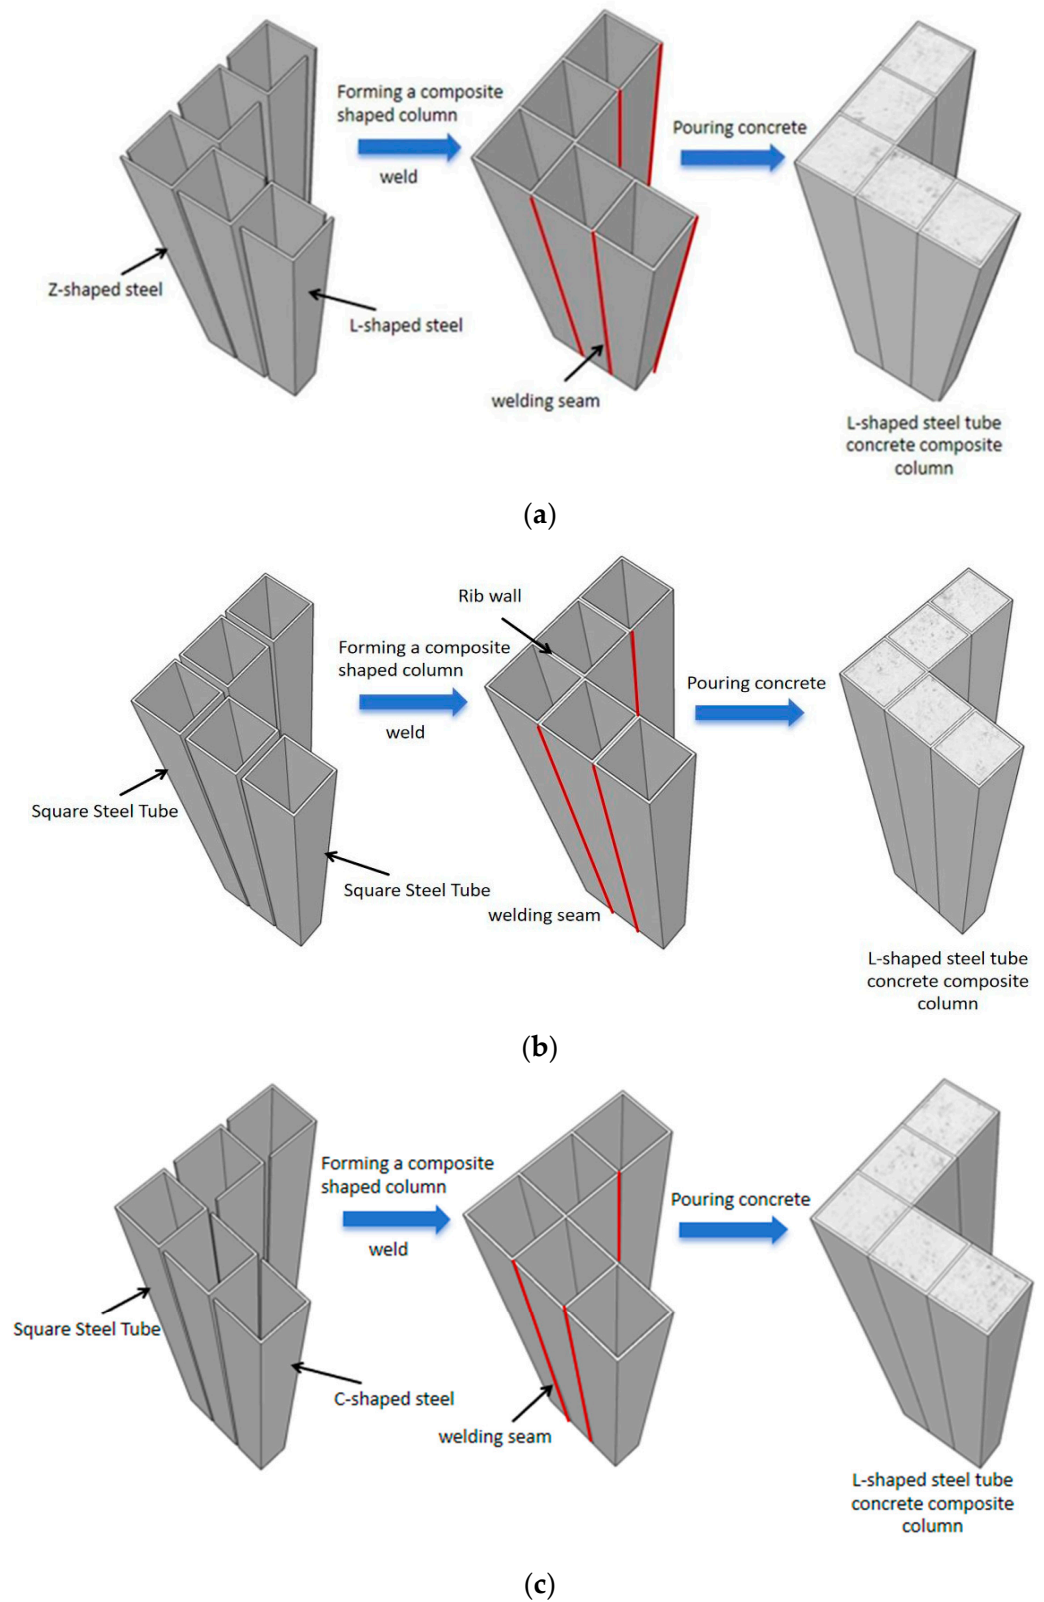 Forming a composite
shaped column
weld
Pouring concrete
Z-shaped steel
L-shaped steel
welding seam
L-shaped steel tube
concrete composite
column
(a)
Rib wall
Forming a composite
shaped column
weld
Pouring concrete
Square Steel Tube
Square Steel Tube
welding seam
L-shaped steel tube
concrete composite
column
(b)
Forming a composite
shaped column
weld
Pouring concrete
Square Steel Tube
C-shaped steel
welding seam
L-shaped steel tube
concrete composite
column
(c)